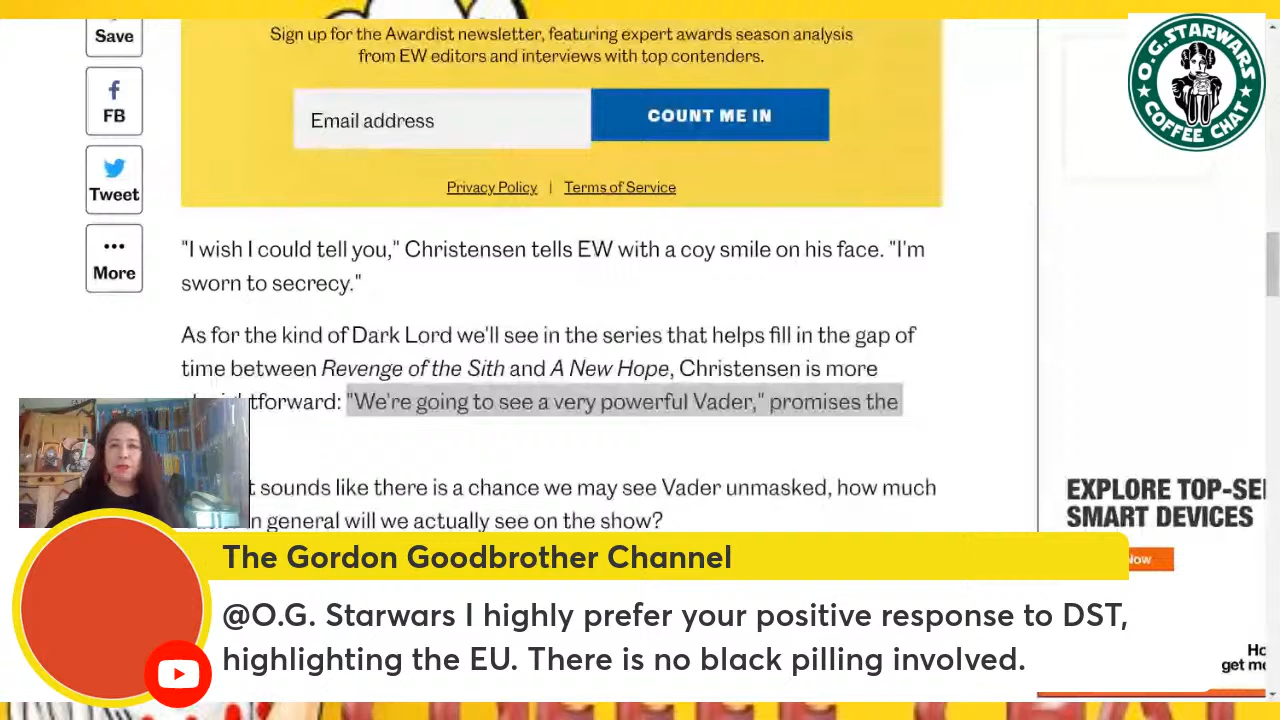 Save
FB
Tweet
More
Sign up for the Awardist newsletter, featuring expert awards season analysis
from EW editors and interviews with top contenders.
Email address
COUNT ME IN
Privacy Policy | Terms of Service
"I wish I could tell you," Christensen tells EW with a coy smile on his face. "I'm
sworn to secrecy."
As for the kind of Dark Lord we'll see in the series that helps fill in the gap of
time between Revenge of the Sith and A New Hope, Christensen is more
"We're going to see a very powerful Vader," promises the
sounds like there is a chance we may see Vader unmasked, how much
general will we actually see on the show?
O.G.STARWARS
COFFEE CHAT
EXPLORE TOP-SE
SMART DEVICES
Now
get me
The Gordon Goodbrother Channel
@O.G. Starwars I highly prefer your positive response to DST,
highlighting the EU. There is no black pilling involved.